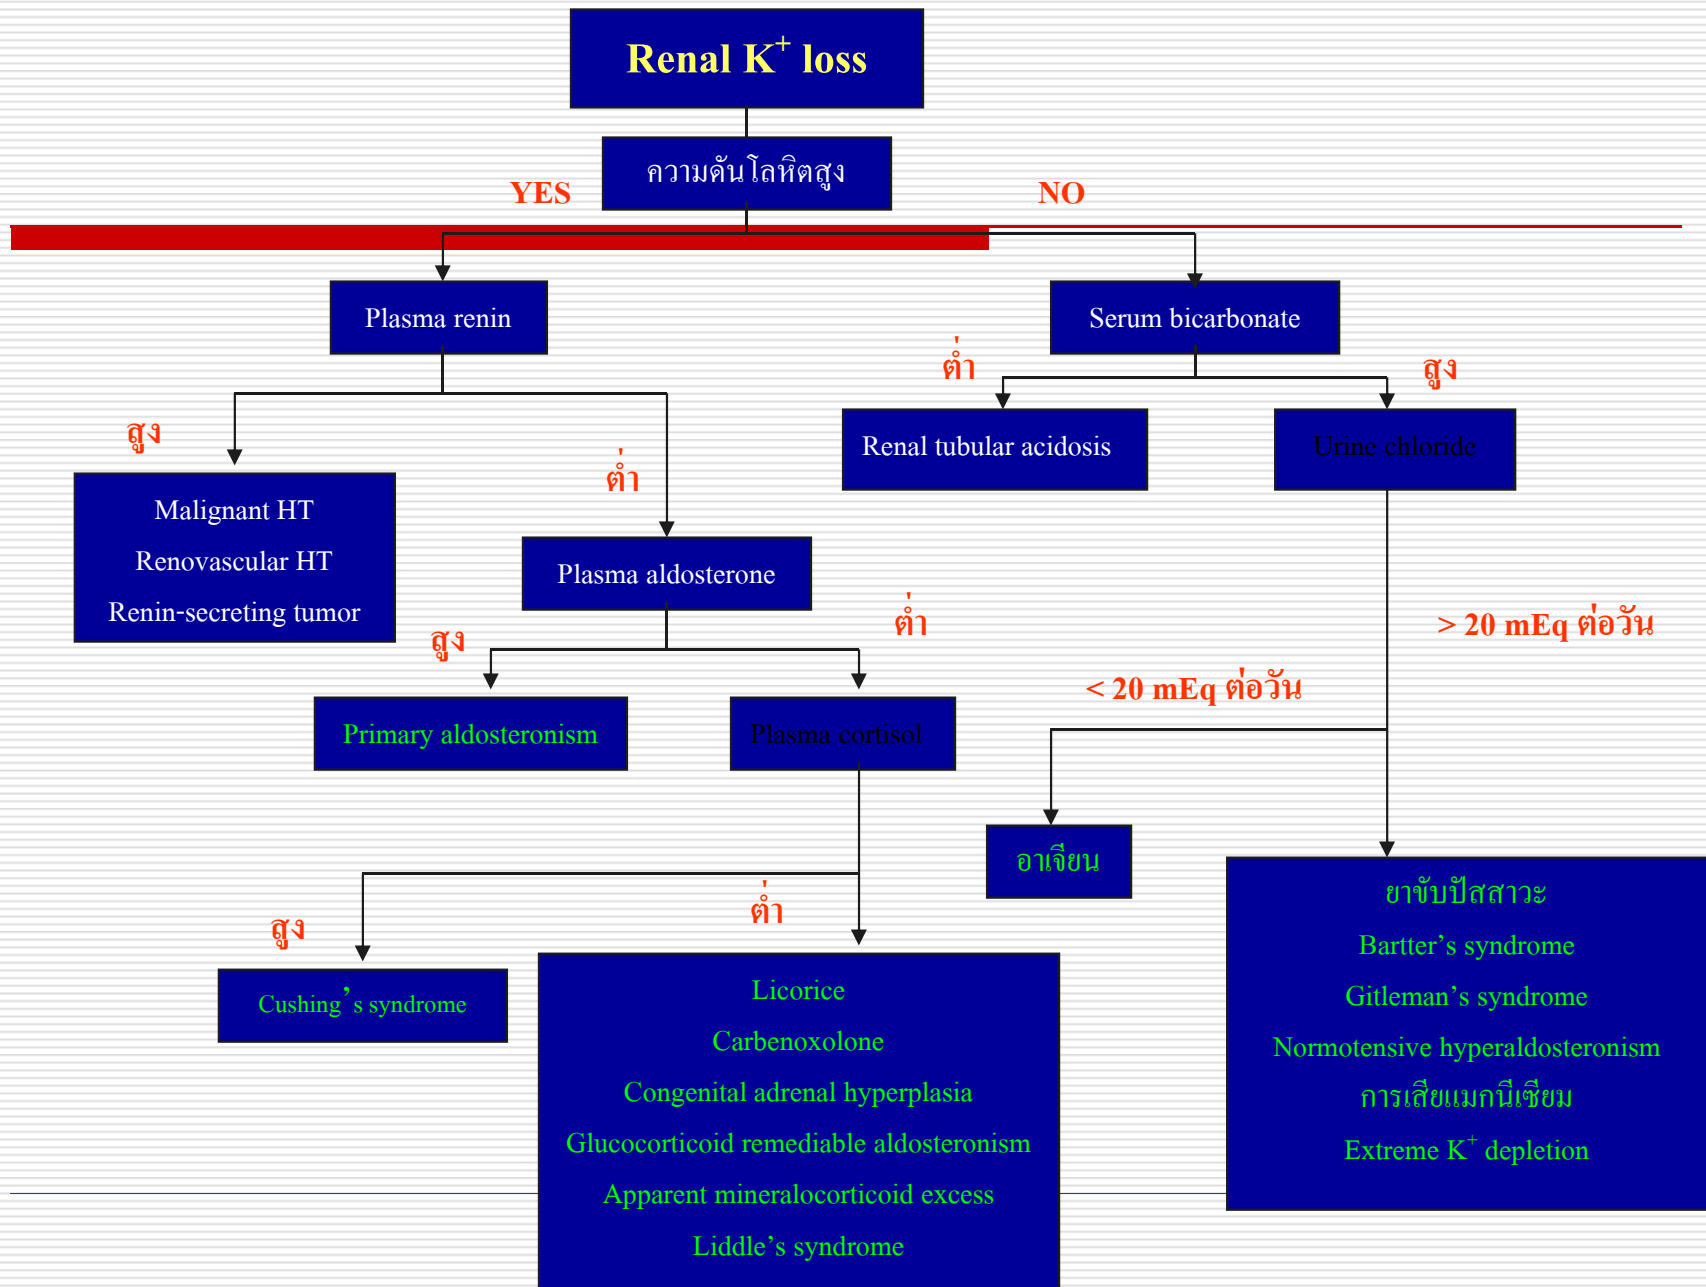 Renal K+ loss
ความดันโลหิตสูง
YES
NO
Plasma renin
Serum bicarbonate
ต่ำ
สูง
สูง
ต่ำ
Renal tubular acidosis
Urine chloride
Malignant HT
Renovascular HT
Renin-secreting tumor
Plasma aldosterone
สูง
ต่ำ
> 20 mEq ต่อวัน
< 20 mEq ต่อวัน
Primary aldosteronism
Plasma cortisol
อาเจียน
สูง
ต่ำ
Cushing’s syndrome
Licorice
Carbenoxolone
Congenital adrenal hyperplasia
Glucocorticoid remediable aldosteronism
Apparent mineralocorticoid excess
Liddle’s syndrome
ยาขับปัสสาวะ
Bartter’s syndrome
Gitleman’s syndrome
Normotensive hyperaldosteronism
การเสียแมกนีเซียม
Extreme K+ depletion